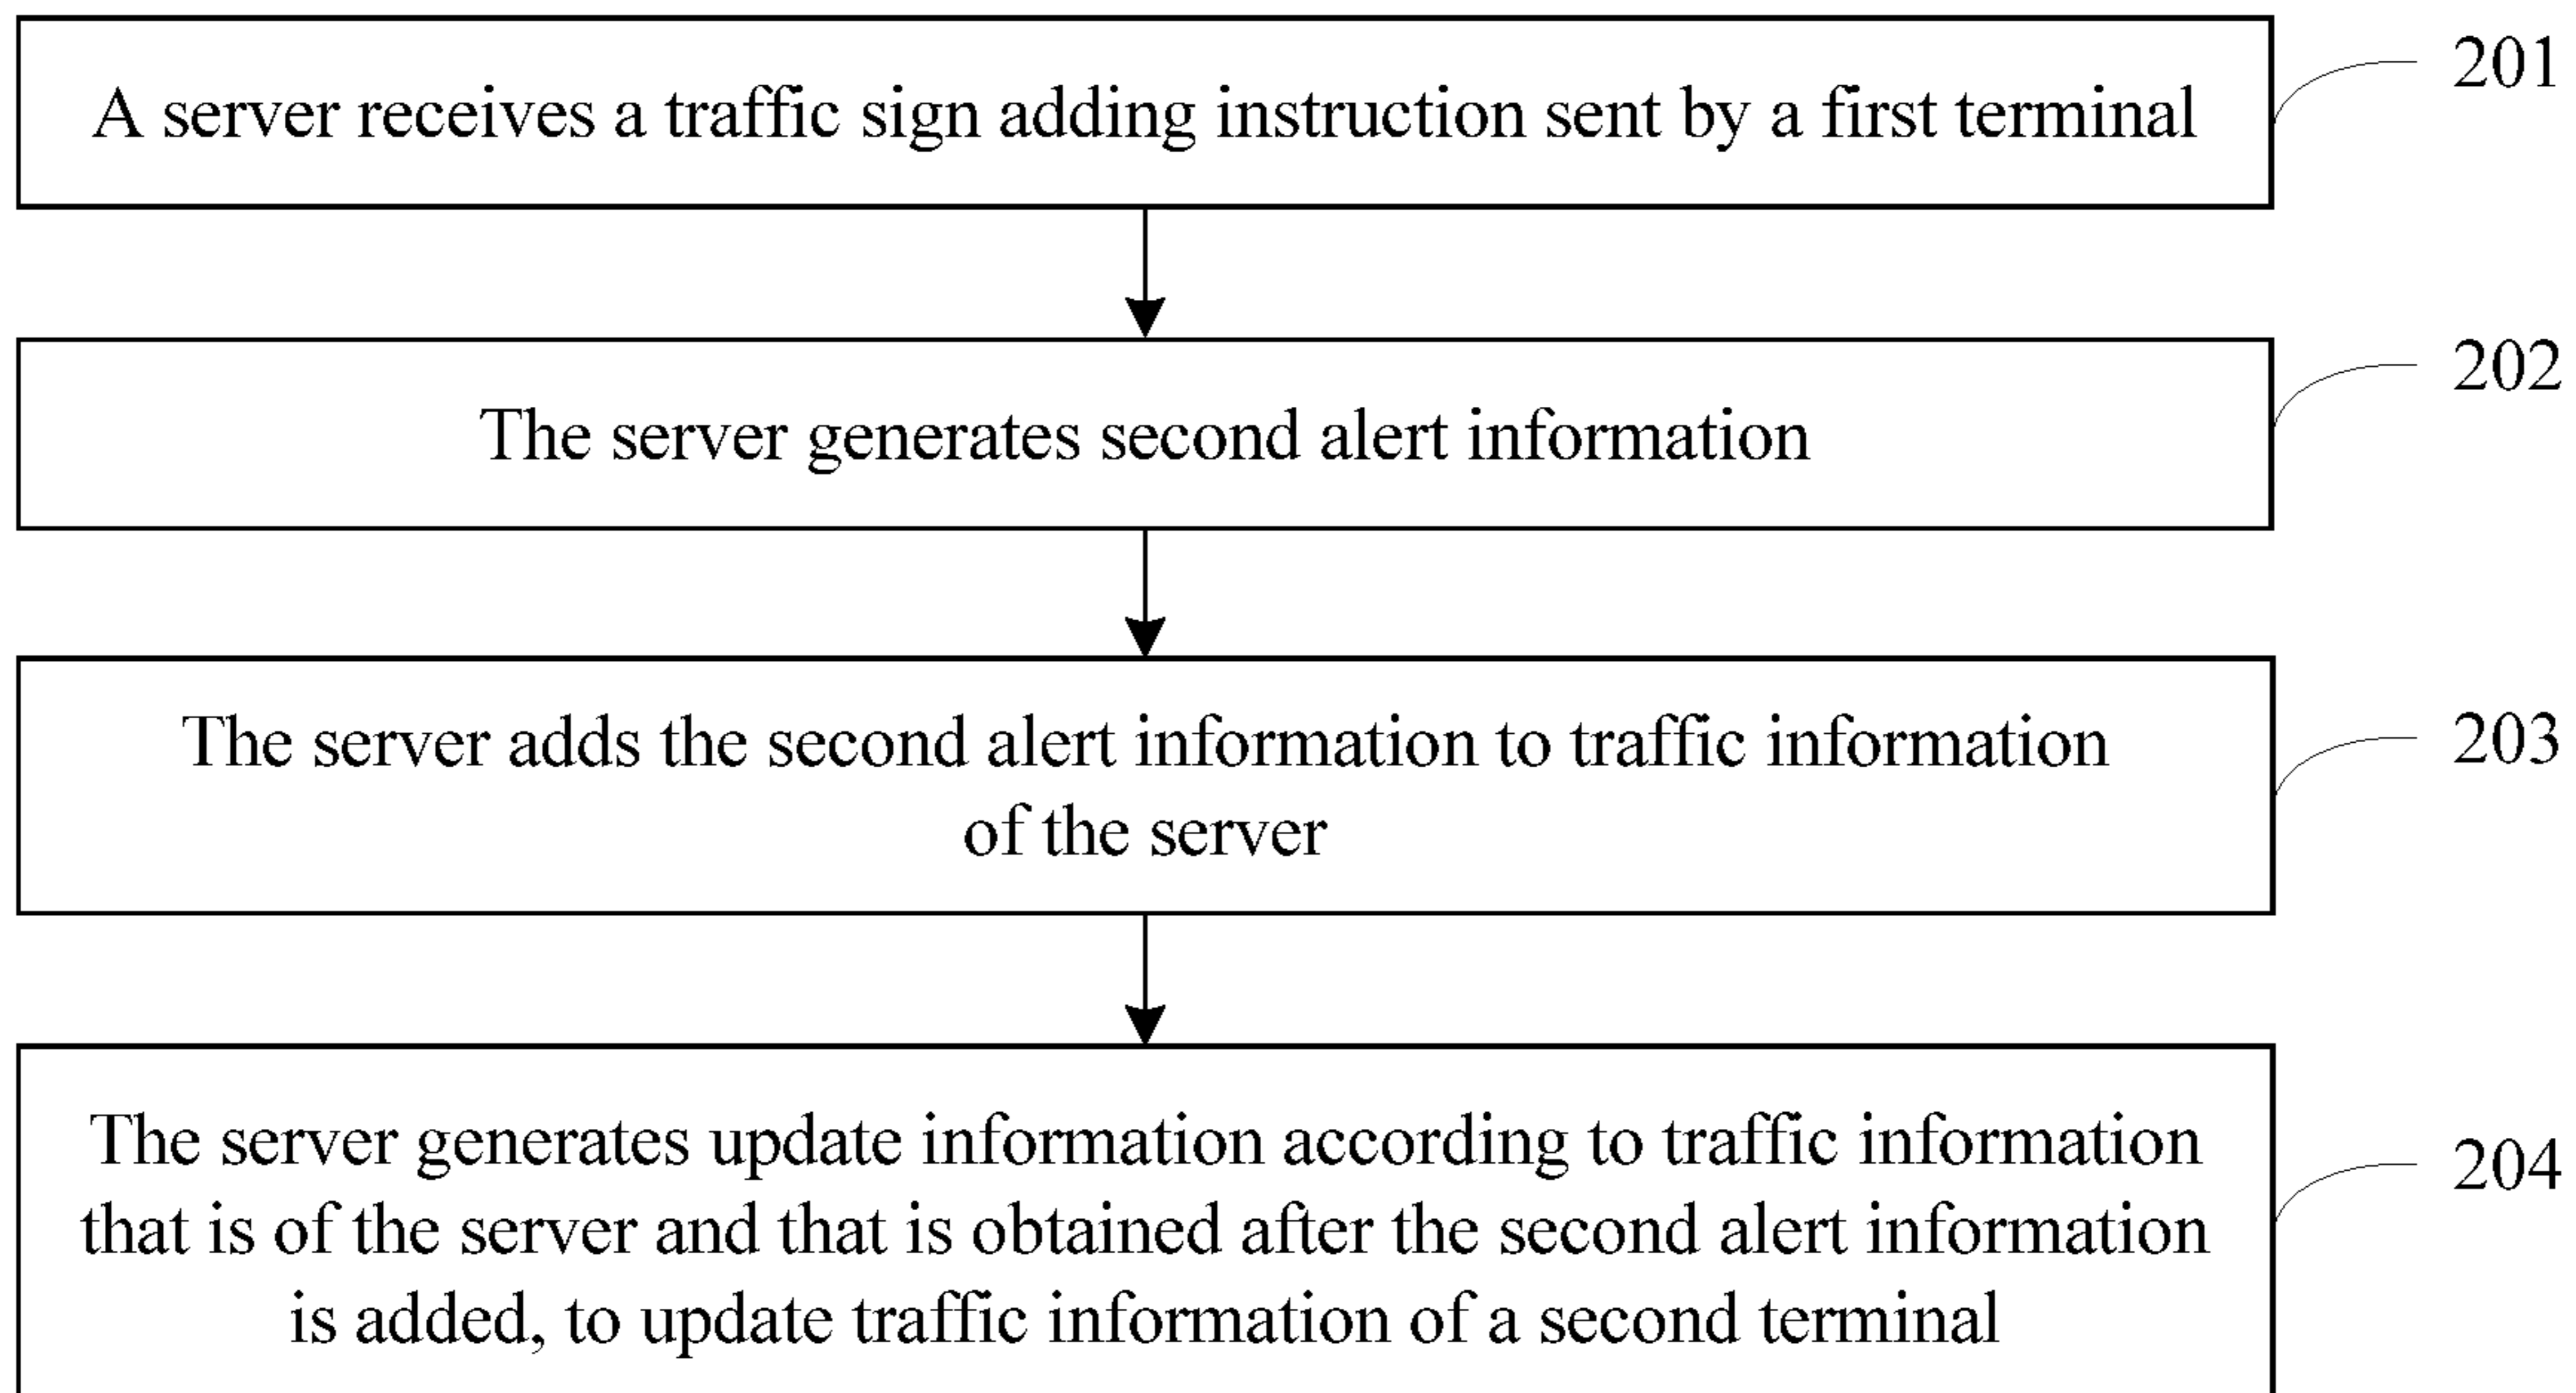 A server receives a traffic sign adding instruction sent by a first terminal
201
The server generates second alert information
202
The server adds the second alert information to traffic information
of the server
203
The server generates update information according to traffic information
that is of the server and that is obtained after the second alert information
is added, to update traffic information of a second terminal
204